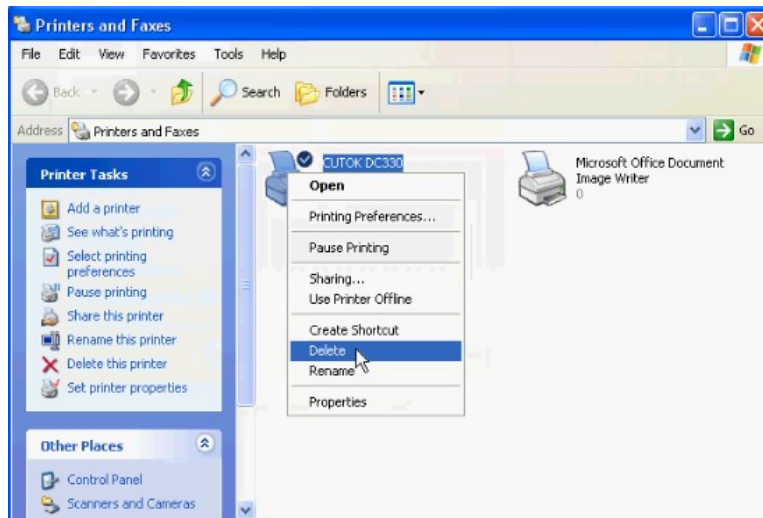 Printers and Faxes
File Edit View Favorites Tools Help
Back Search Folders
Address Printers and Faxes Go
Printer Tasks
Add a printer
See what's printing
Select printing
preferences
Pause printing
Share this printer
Rename this printer
Delete this printer
Set printer properties
Other Places
Control Panel
Scanners and Cameras
CUTOK DC330
Open
Printing Preferences...
Pause Printing
Sharing...
Use Printer Offline
Create Shortcut
Delete
Rename
Properties
Microsoft Office Document
Image Writer
0